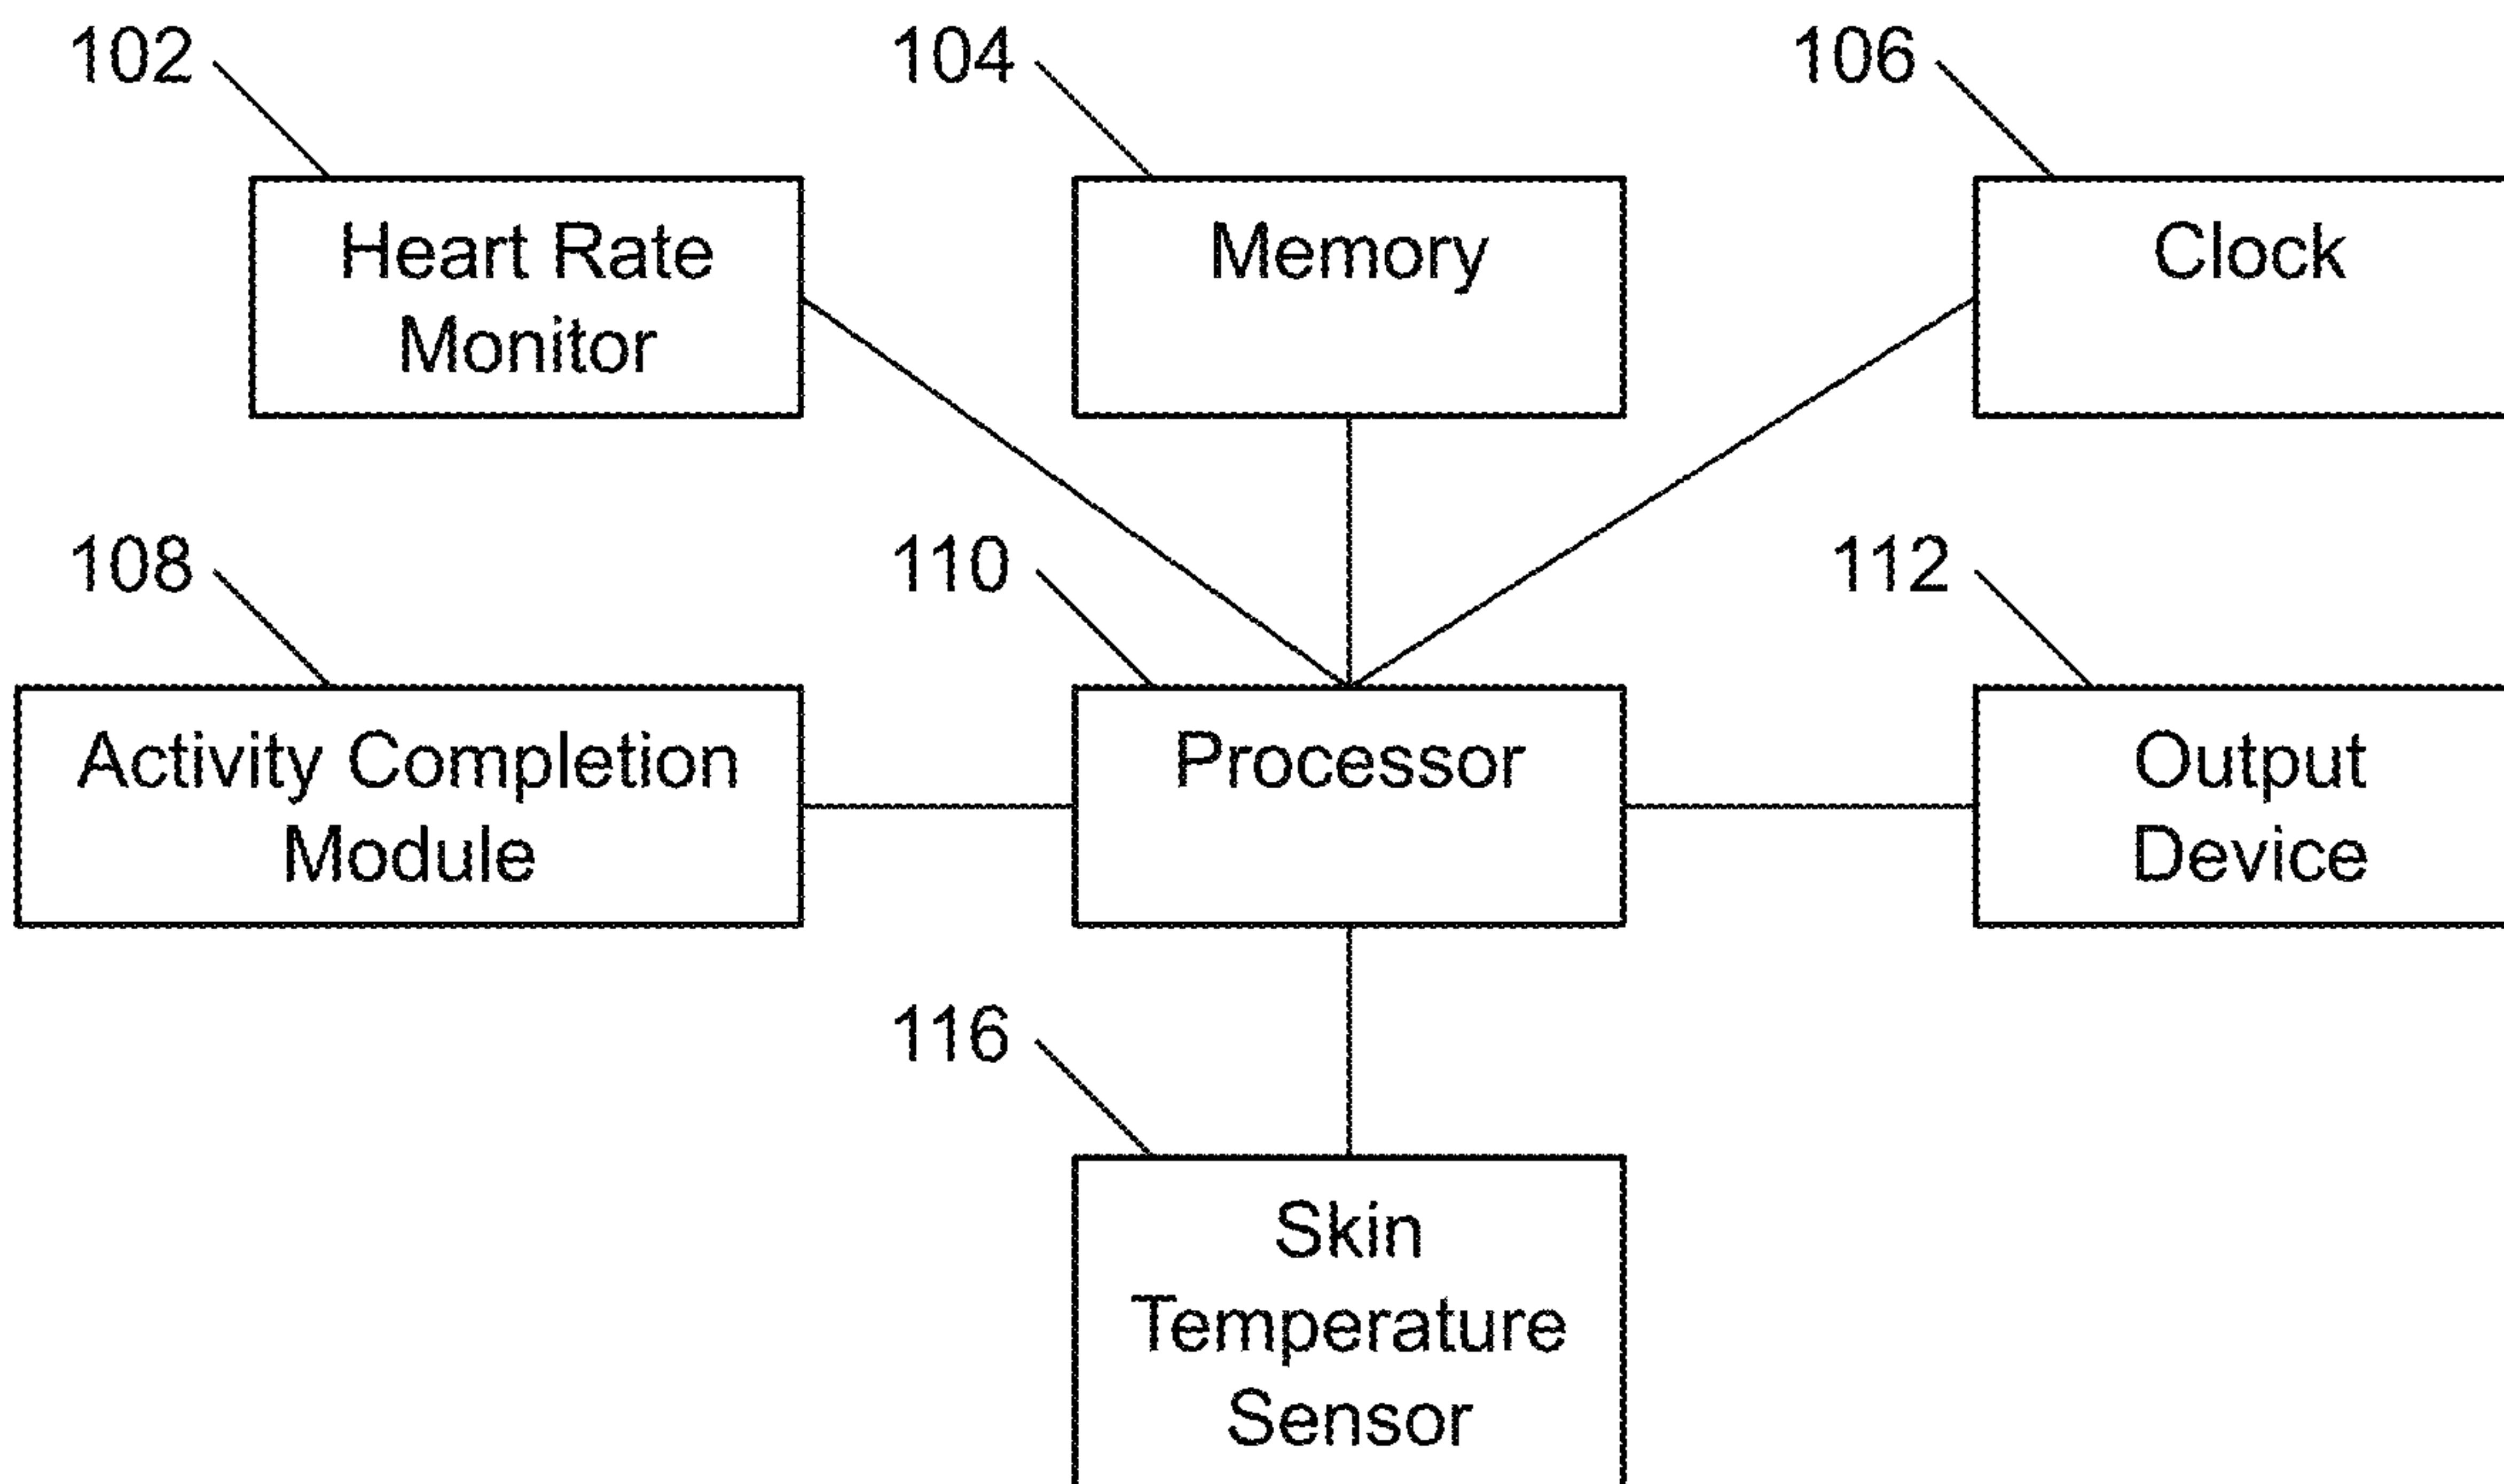 102
104
106
Heart Rate
Monitor
Memory
Clock
108
110
112
Activity Completion
Module
Processor
Output
Device
116
Skin
Temperature
Sensor